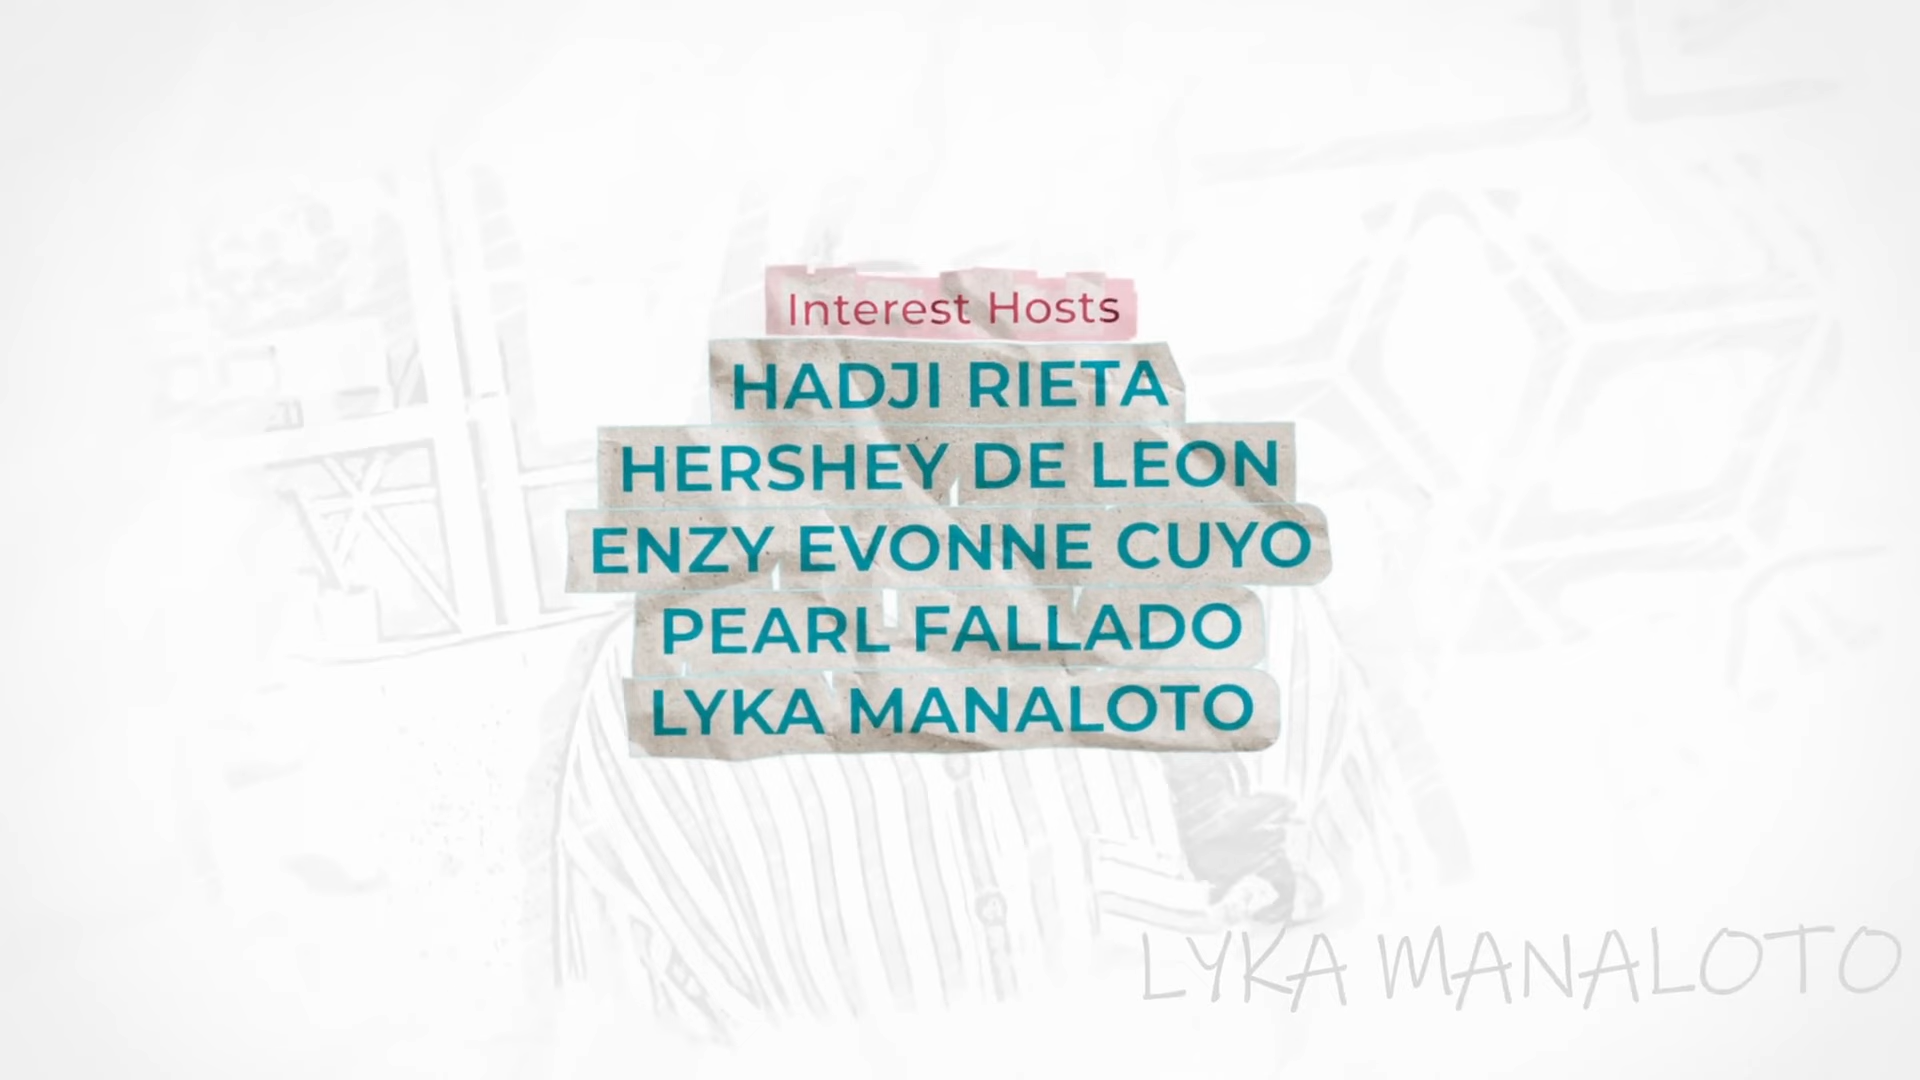 Interest Hosts
HADJI RIETA
HERSHEY DE LEON
ENZY EVONNE CUYO
PEARL FALLADO
LYKA MANALOTO
LYKA MANALOTO